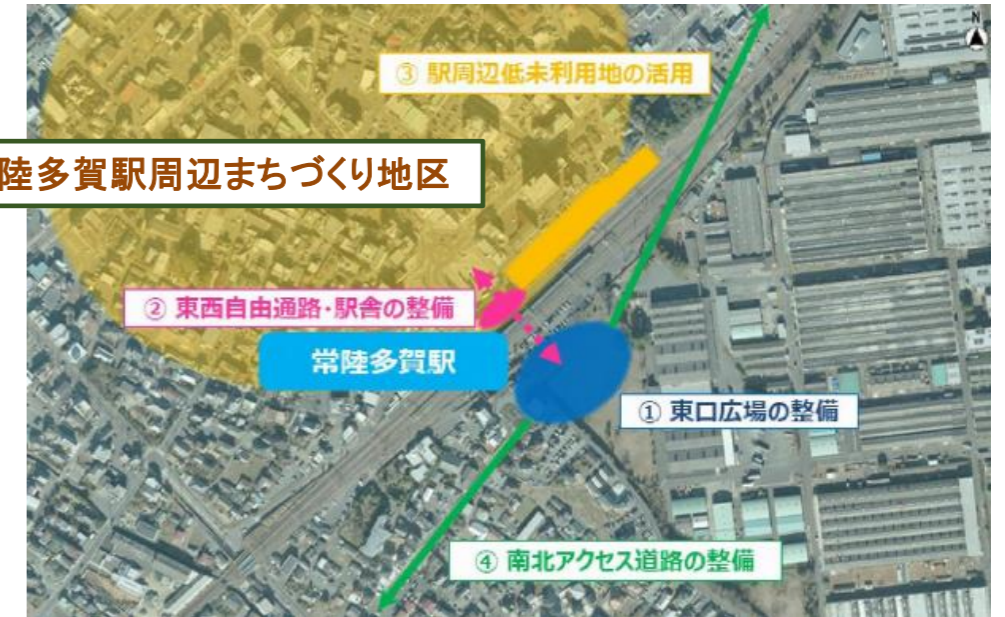 N
③ 駅周辺低未利用地の活用
陸多賀駅周辺まちづくり地区
② 東西自由通路・駅舎の整備
常陸多賀駅
① 東口広場の整備
④ 南北アクセス道路の整備